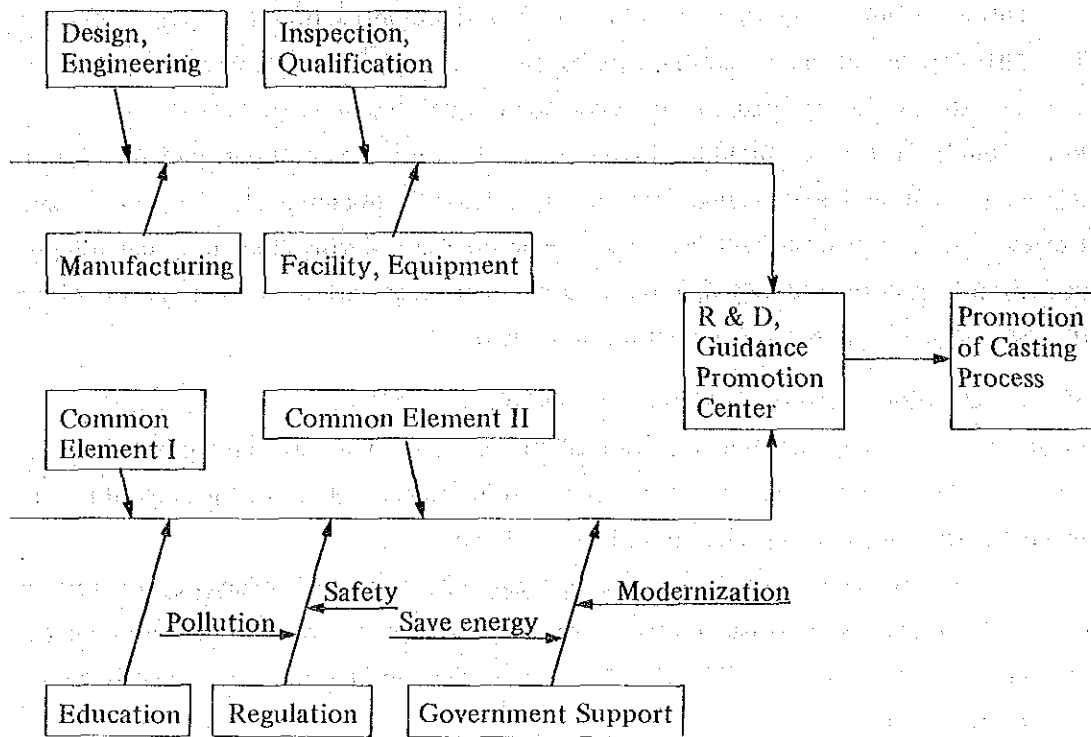 Design,
Engineering
Inspection,
Qualification
Manufacturing
Facility, Equipment
R & D,
Guidance
Promotion
Center
Promotion
of Casting
Process
Common
Element I
Common Element II
Safety
Modernization
Pollution
Save energy
Education
Regulation
Government Support